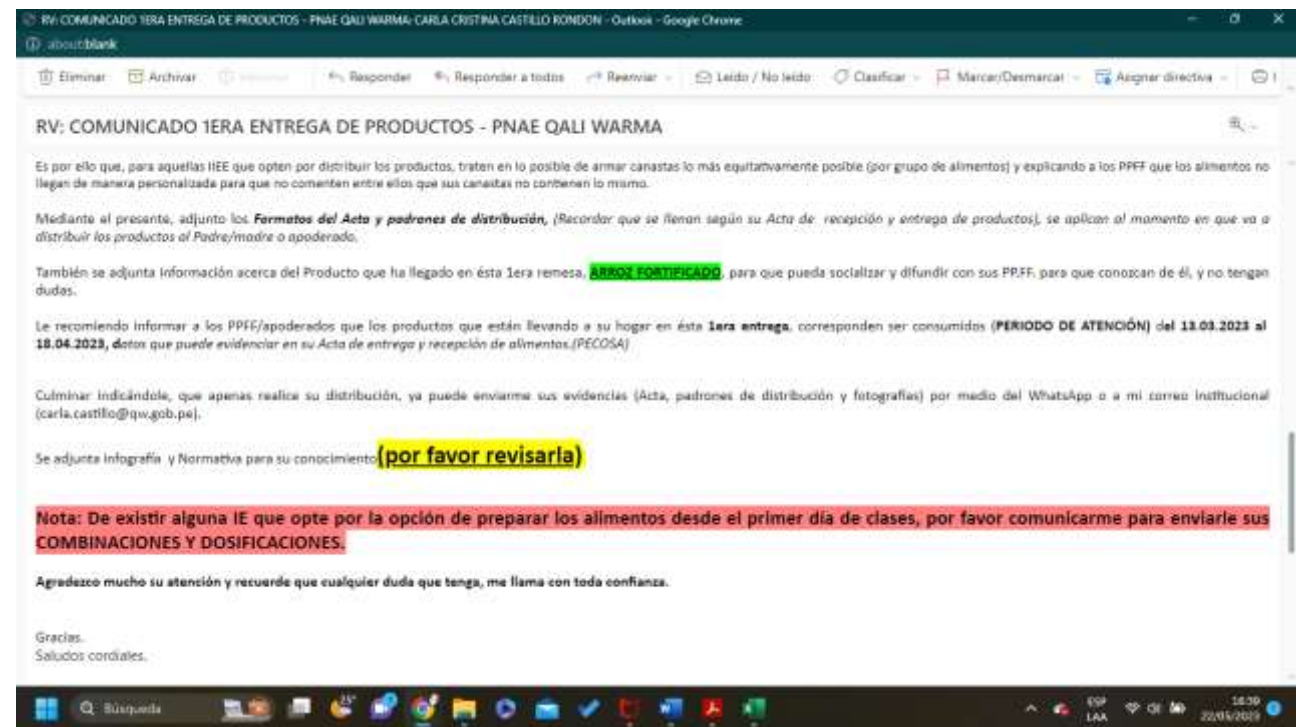 RV: COMUNICADO 1ERA ENTREGA DE PRODUCTOS - PNAE QALI WARMA- CARLA CRISTINA CASTILLO RONDON - Outlook - Google Chrome
about:blank
Eliminar Archivar Responder Responder a todos Reenviar Leído / No leído Clasificar Marcar/Desmarcar Asignar directiva
RV: COMUNICADO 1ERA ENTREGA DE PRODUCTOS - PNAE QALI WARMA
Es por ello que, para aquellas IIEE que opten por distribuir los productos, traten en lo posible de armar canastas lo más equitativamente posible (por grupo de alimentos) y explicando a los PPFF que los alimentos no
llegan de manera personalizada para que no comenten entre ellos que sus canastas no contienen lo mismo.
Mediante el presente, adjunto los Formatos del Acta y padrones de distribución, (Recordar que se llenan según su Acta de recepción y entrega de productos), se aplican al momento en que va a
distribuir los productos al Padre/madre o apoderado.
También se adjunta información acerca del Producto que ha llegado en ésta 1era remesa, ARROZ FORTIFICADO, para que pueda socializar y difundir con sus PP.FF. para que conozcan de él, y no tengan
dudas.
Le recomiendo informar a los PPFF/apoderados que los productos que están llevando a su hogar en ésta 1era entrega, corresponden ser consumidos (PERIODO DE ATENCIÓN) del 13.03.2023 al
18.04.2023, datos que puede evidenciar en su Acta de entrega y recepción de alimentos.(PECOSA)
Culminar indicándole, que apenas realice su distribución, ya puede enviarme sus evidencias (Acta, padrones de distribución y fotografías) por medio del WhatsApp o a mi correo institucional
(carla.castillo@qw.gob.pe).
Se adjunta infografía y Normativa para su conocimiento(por favor revisarla)
Nota: De existir alguna IE que opte por la opción de preparar los alimentos desde el primer día de clases, por favor comunicarme para enviarle sus
COMBINACIONES Y DOSIFICACIONES.
Agradezco mucho su atención y recuerde que cualquier duda que tenga, me llama con toda confianza.
Gracias.
Saludos cordiales.
Búsqueda 25° ESP 16:39
LAA 22/03/2023